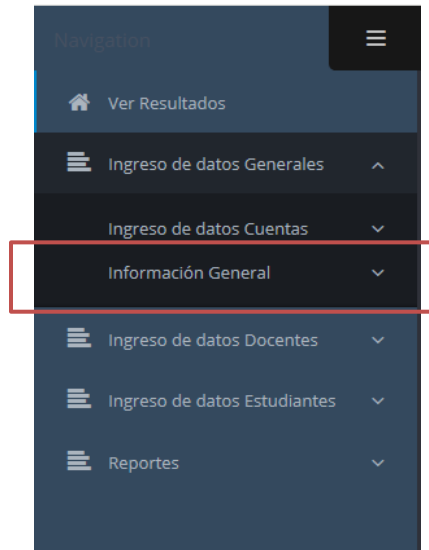 Navigation
Ver Resultados
Ingreso de datos Generales
Ingreso de datos Cuentas
Información General
Ingreso de datos Docentes
Ingreso de datos Estudiantes
Reportes